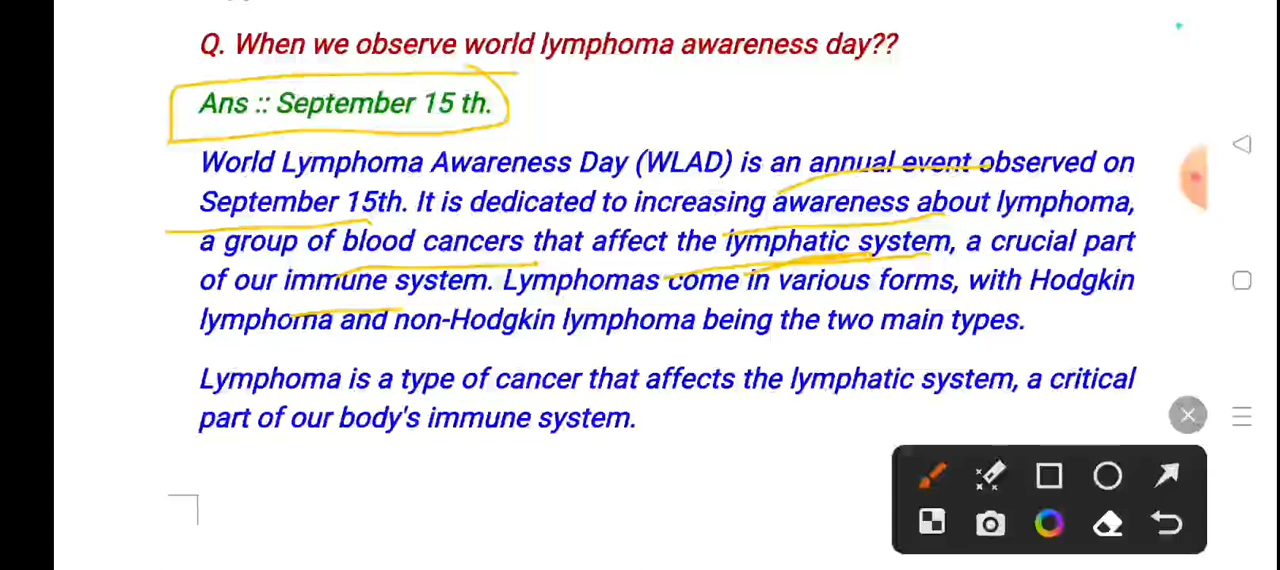 Q. When we observe world lymphoma awareness day??
Ans :: September 15 th.
World Lymphoma Awareness Day (WLAD) is an annual event observed on
September 15th. It is dedicated to increasing awareness about lymphoma,
a group of blood cancers that affect the lymphatic system, a crucial part
of our immune system. Lymphomas come in various forms, with Hodgkin
lymphoma and non-Hodgkin lymphoma being the two main types.
Lymphoma is a type of cancer that affects the lymphatic system, a critical
part of our body's immune system.